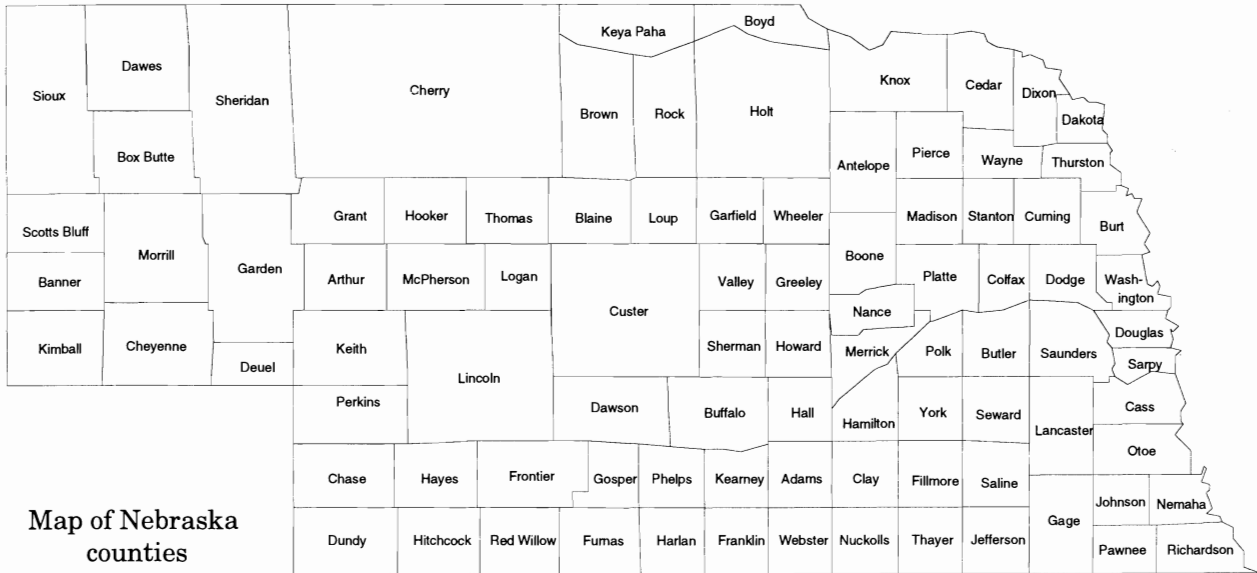 Keya Paha Boyd
Dawes
Sioux Sheridan Cherry Knox Cedar Dixon
Brown Rock Holt Dakota
Box Butte Antelope Pierce Wayne Thurston
Grant Hooker Thomas Blaine Loup Garfield Wheeler Madison Stanton Cuming Burt
Scotts Bluff
Morrill Garden Boone
Banner Arthur McPherson Logan Valley Greeley Platte Colfax Dodge Wash-
ington
Custer Nance
Kimball Cheyenne Keith Sherman Howard Merrick Polk Butler Saunders Douglas
Deuel Lincoln Sarpy
Perkins Dawson Buffalo Hall Hamilton York Seward Lancaster Cass
Otoe
Chase Hayes Frontier Gosper Phelps Kearney Adams Clay Fillmore Saline
Johnson Nemaha
Gage
Dundy Hitchcock Red Willow Furnas Harlan Franklin Webster Nuckolls Thayer Jefferson Pawnee Richardson
Map of Nebraska
counties